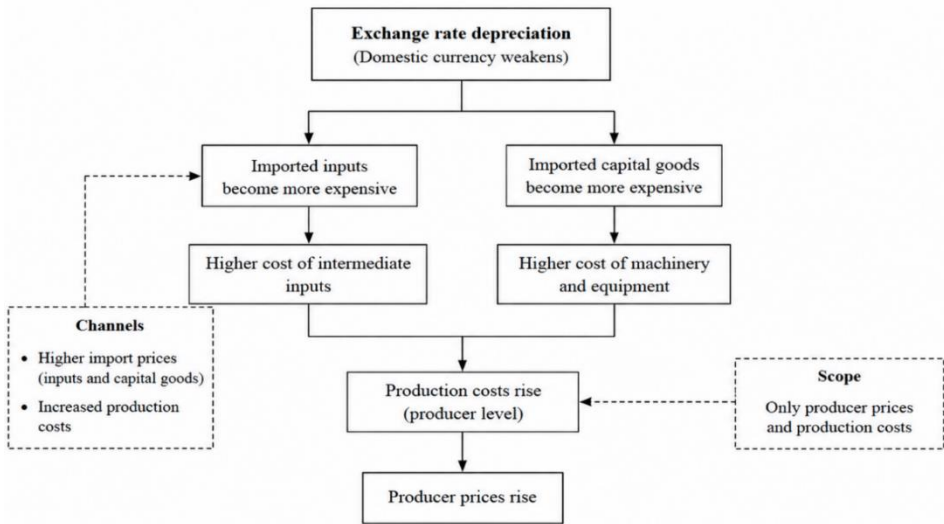 Exchange rate depreciation
(Domestic currency weakens)
Imported inputs
become more expensive
Imported capital goods
become more expensive
Higher cost of intermediate
inputs
Higher cost of machinery
and equipment
Channels
• Higher import prices
(inputs and capital goods)
• Increased production
costs
Production costs rise
(producer level)
Scope
Only producer prices
and production costs
Producer prices rise